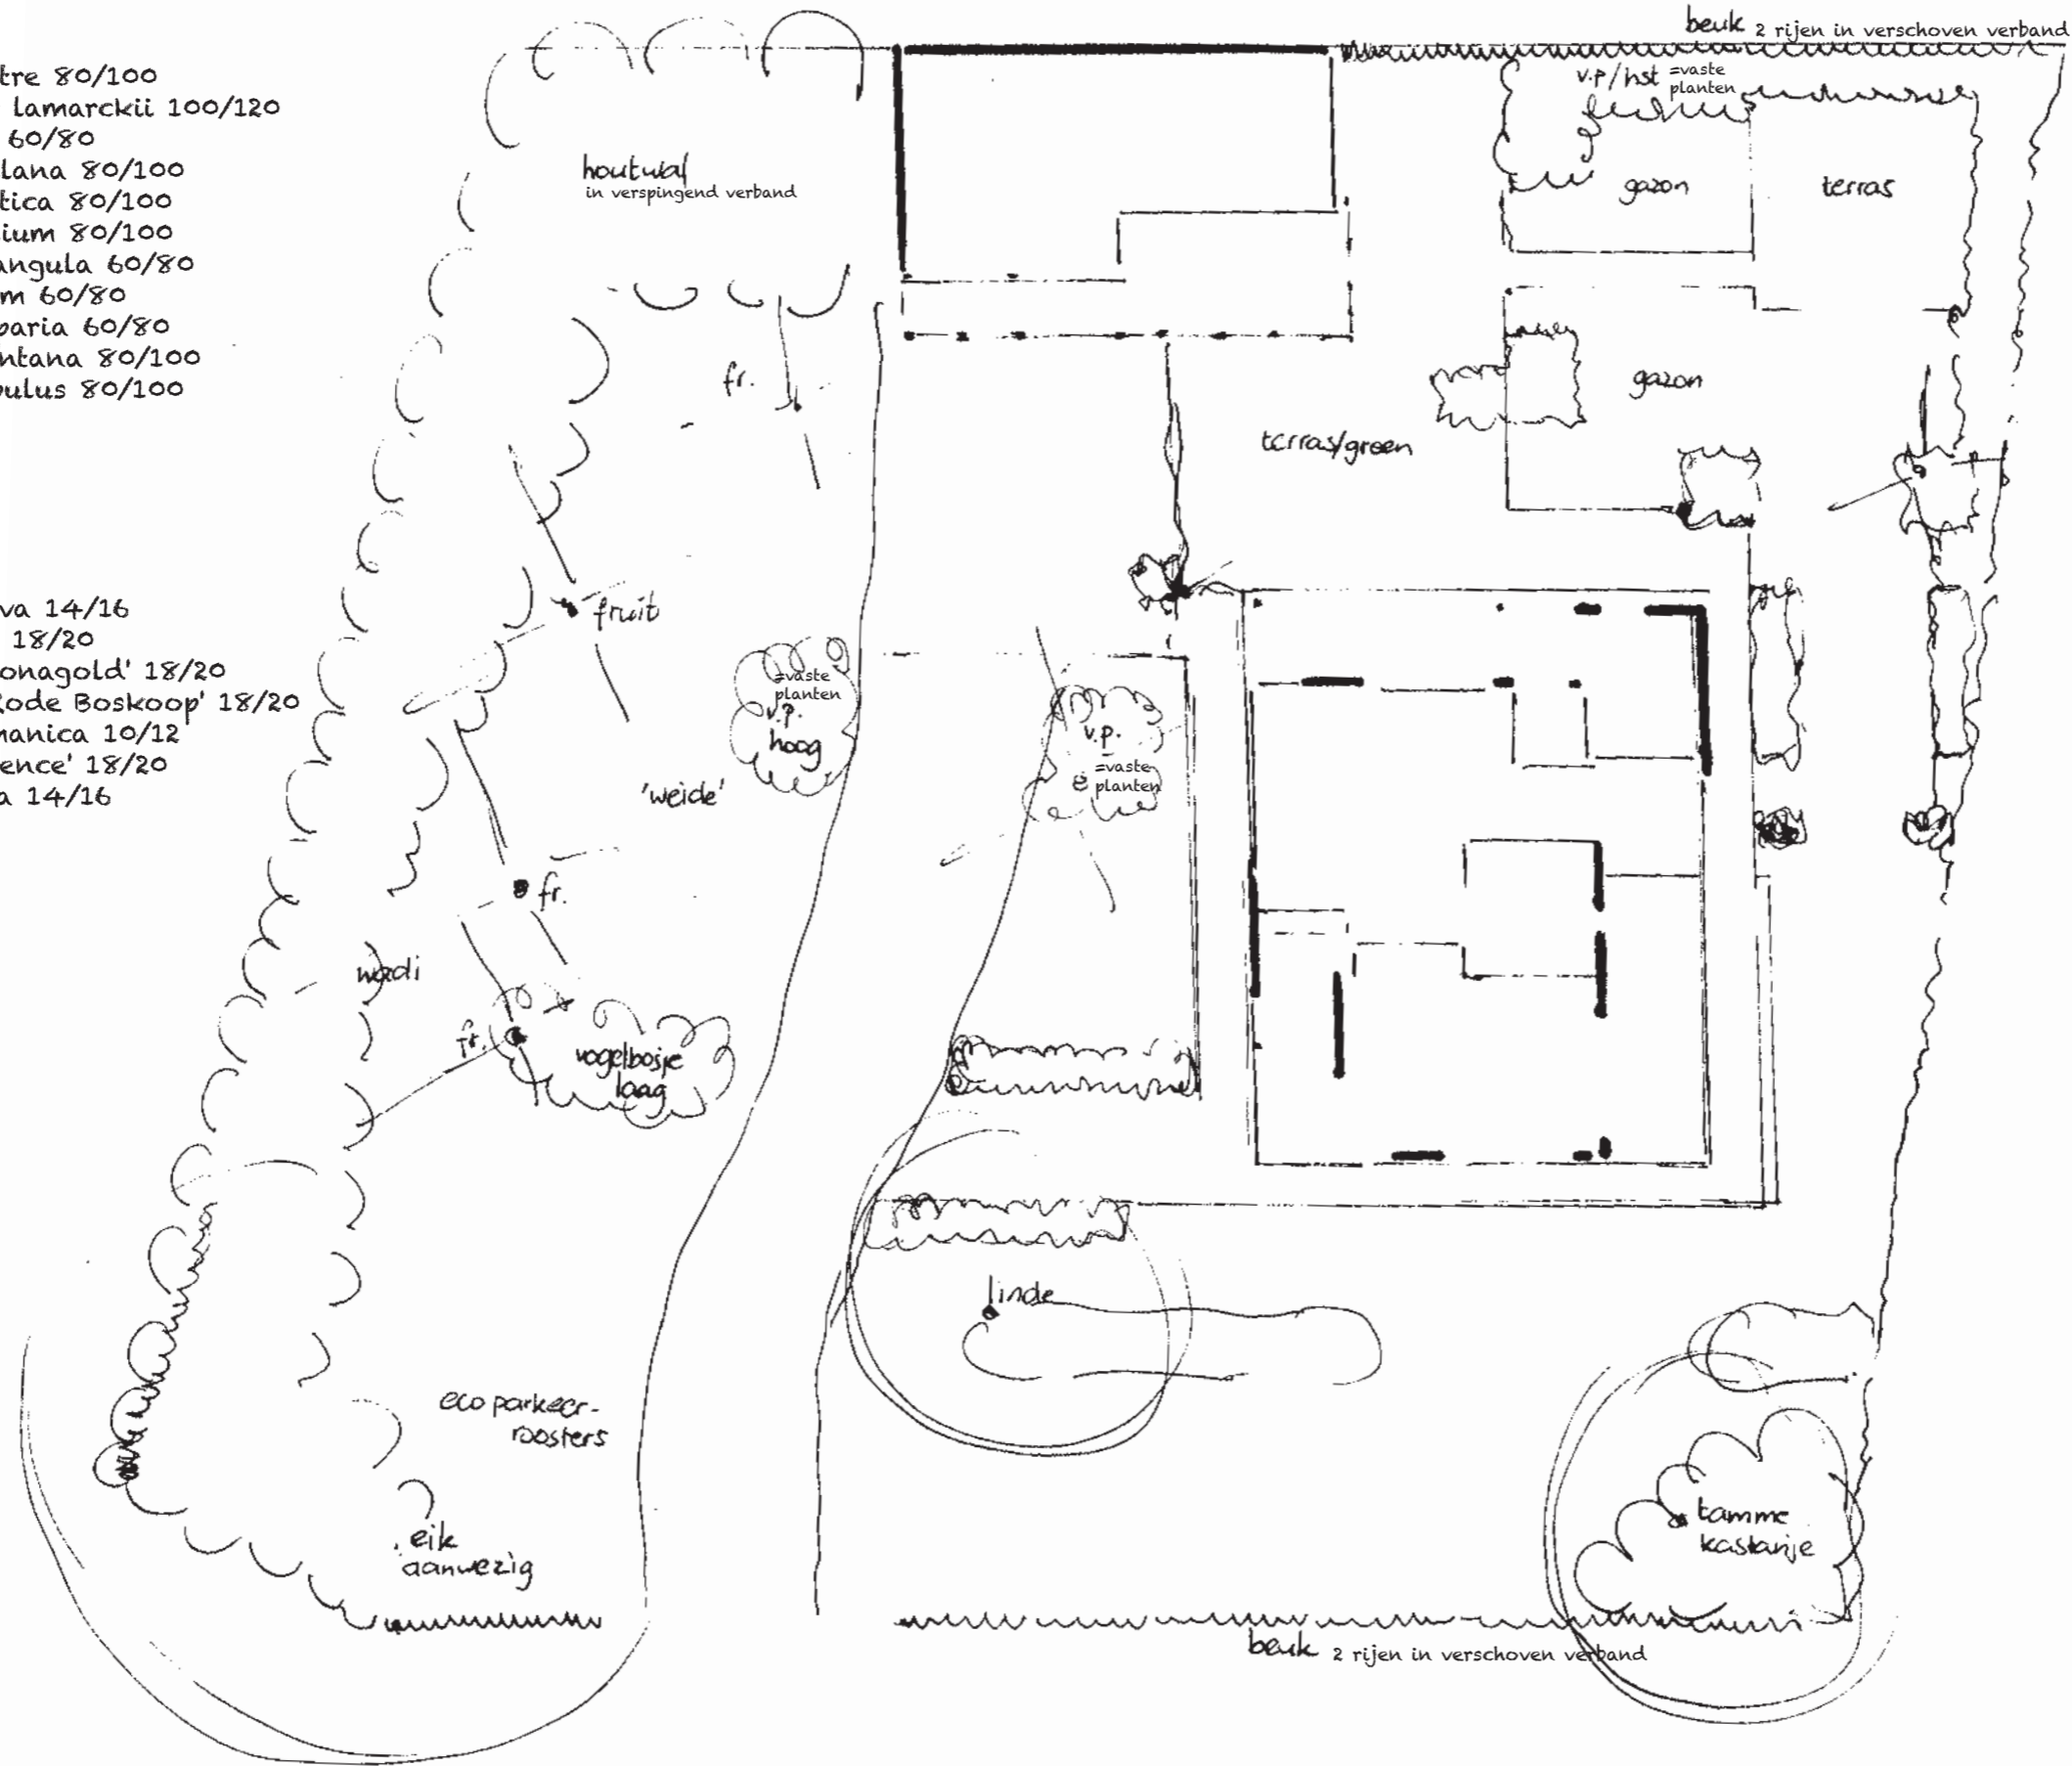 tre 80/100
lamarckii 100/120
60/80
lana 80/100
tica 80/100
ium 80/100
angula 60/80
m 60/80
paria 60/80
ntana 80/100
pulus 80/100
va 14/16
18/20
onagold' 18/20
Rode Boskoop' 18/20
manica 10/12
ence' 18/20
a 14/16
beuk 2 rijen in verschoven verband
v.p/hst =vaste
planten
houtwal
in verspingend verband
gazon
terras
fr.
gazon
terras/green
fruit
=vaste
planten
v.p.
hoog
v.p.
=vaste
planten
'weide'
fr.
wadi
fr.
vogelbosje
laag
linde
eco parkeer-
roosters
eik
aanwezig
tamme
kastanje
beuk 2 rijen in verschoven verband